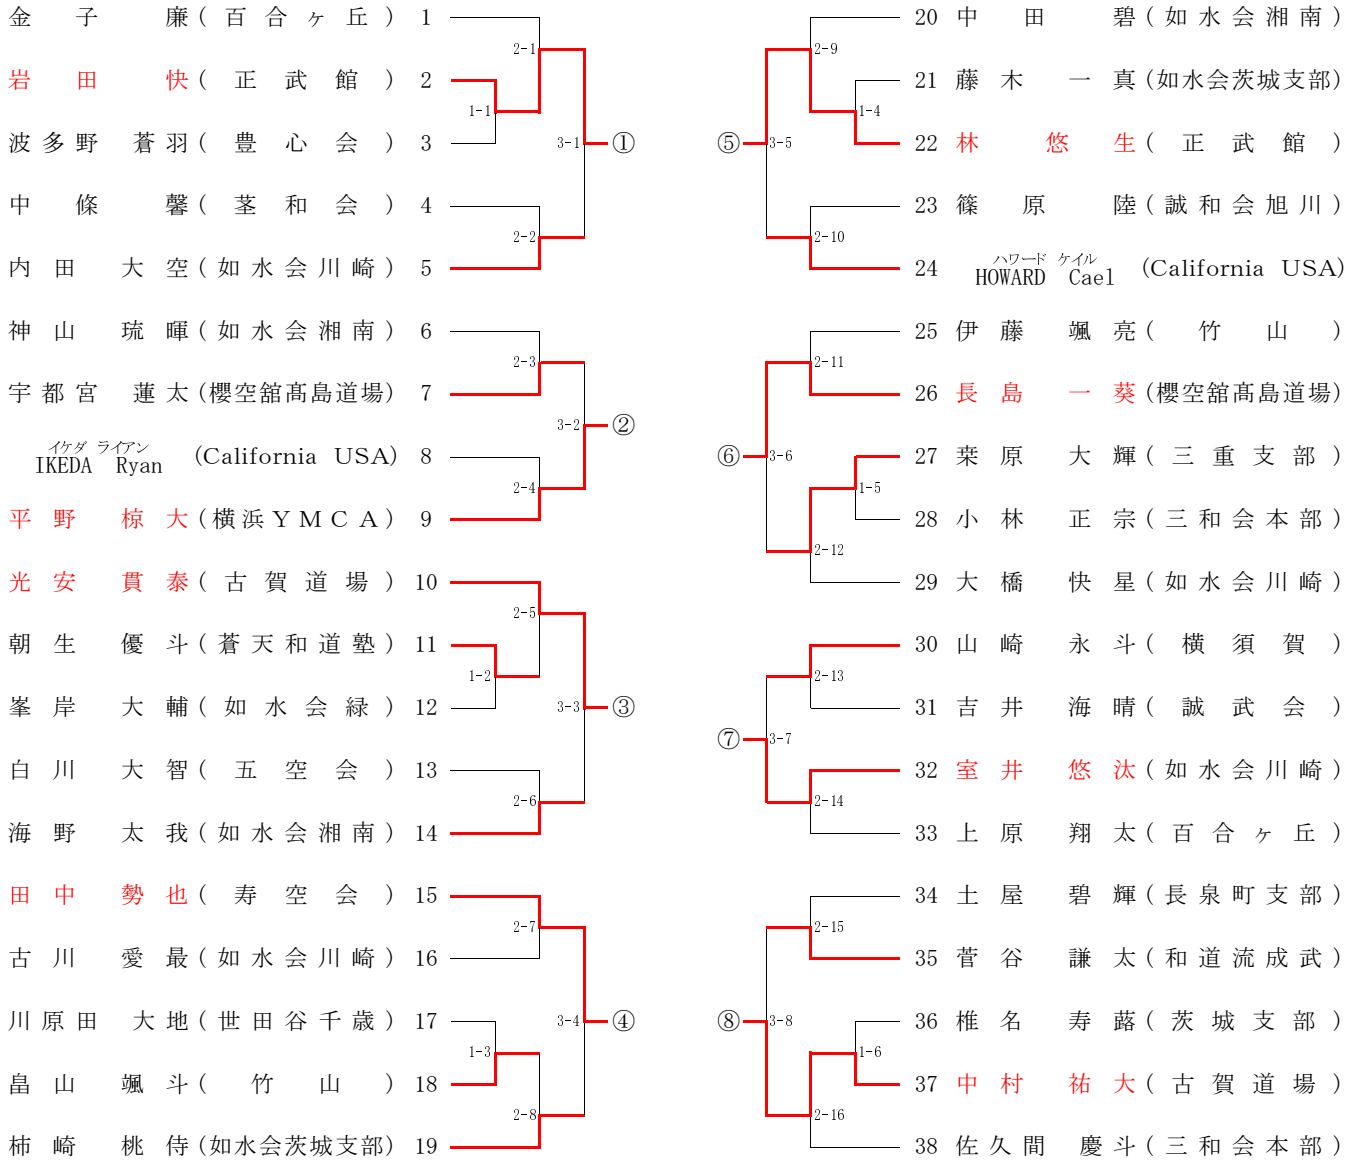 金子 廉 (百合ヶ丘) 1
岩田 快 (正武館) 2
波多野 蒼羽 (豊心会) 3
中條 馨 (茎和会) 4
内田 大空 (如水会川崎) 5
神山 琉暉 (如水会湘南) 6
宇都宮 蓮太 (櫻空舘髙島道場) 7
イケダ ライアン
IKEDA Ryan (California USA) 8
平野 椋大 (横浜YMCA) 9
光安 貫泰 (古賀道場) 10
朝生 優斗 (蒼天和道塾) 11
峯岸 大輔 (如水会緑) 12
白川 大智 (五空会) 13
海野 太我 (如水会湘南) 14
田中 勢也 (寿空会) 15
古川 愛最 (如水会川崎) 16
川原田 大地 (世田谷千歳) 17
畠山 颯斗 (竹山) 18
柿崎 桃侍 (如水会茨城支部) 19
2-1
1-1
3-1
①
2-2
2-3
3-2
②
2-4
2-5
1-2
3-3
③
2-6
2-7
3-4
④
1-3
2-8
2-9
1-4
⑤
3-5
2-10
2-11
⑥
3-6
1-5
2-12
2-13
⑦
3-7
2-14
2-15
⑧
3-8
1-6
2-16
20 中田 碧 (如水会湘南)
21 藤木 一真 (如水会茨城支部)
22 林 悠生 (正武館)
23 篠原 陸 (誠和会旭川)
ハワード ケイル
24 HOWARD Cael (California USA)
25 伊藤 颯亮 (竹山)
26 長島 一葵 (櫻空舘髙島道場)
27 桒原 大輝 (三重支部)
28 小林 正宗 (三和会本部)
29 大橋 快星 (如水会川崎)
30 山崎 永斗 (横須賀)
31 吉井 海晴 (誠武会)
32 室井 悠汰 (如水会川崎)
33 上原 翔太 (百合ヶ丘)
34 土屋 碧輝 (長泉町支部)
35 菅谷 謙太 (和道流成武)
36 椎名 寿蕗 (茨城支部)
37 中村 祐大 (古賀道場)
38 佐久間 慶斗 (三和会本部)